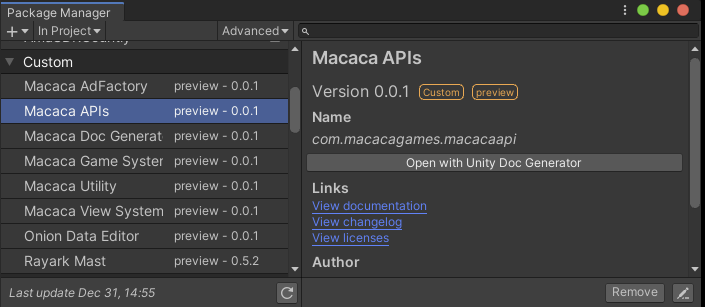 Package Manager
In Project
Advanced
Custom
Macaca AdFactory preview - 0.0.1
Macaca APIs preview - 0.0.1
Macaca Doc Generat preview - 0.0.1
Macaca Game System preview - 0.0.1
Macaca Utility preview - 0.0.1
Macaca View System preview - 0.0.1
Onion Data Editor preview - 0.0.1
Rayark Mast preview - 0.5.2
Last update Dec 31, 14:55
Macaca APIs
Version 0.0.1 Custom preview
Name
com.macacagames.macacaapi
Open with Unity Doc Generator
Links
View documentation
View changelog
View licenses
Author
Remove